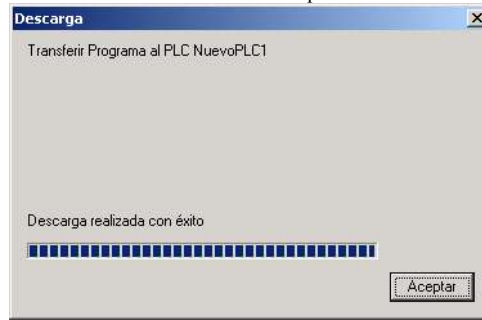 Descarga
Transferir Programa al PLC NuevoPLC1
Descarga realizada con éxito
Aceptar